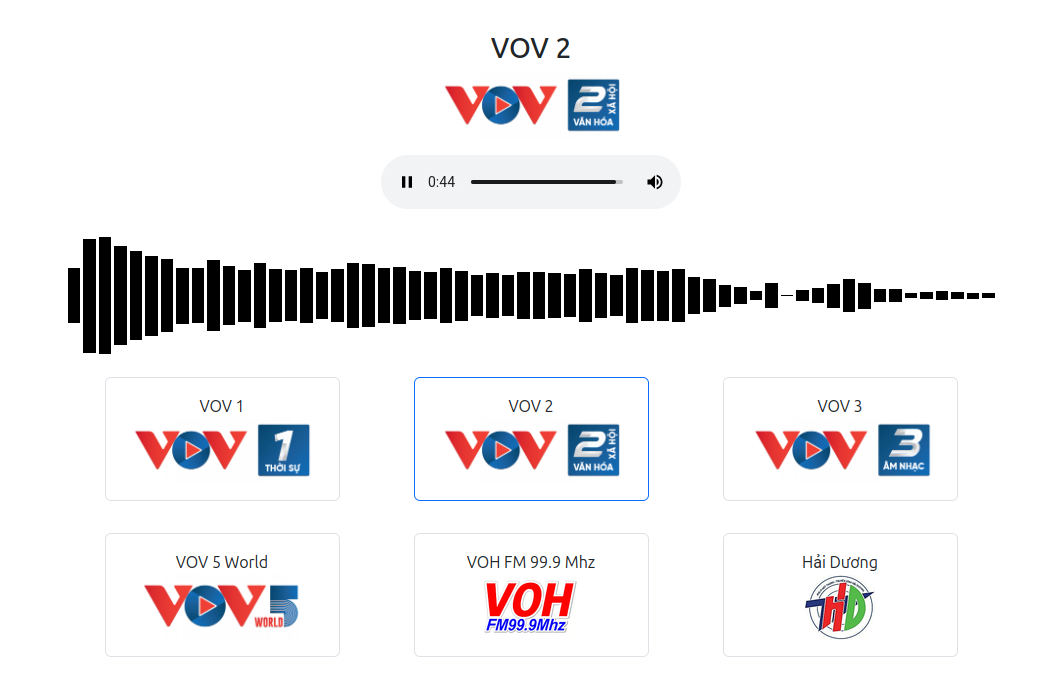 VOV 2
VOV 2 XÃ HỘI
VĂN HÓA
0:44
VOV 1
VOV 1
THỜI SỰ
VOV 2
VOV 2 XÃ HỘI
VĂN HÓA
VOV 3
VOV 3
ÂM NHẠC
VOV 5 World
VOV 5
WORLD
VOH FM 99.9 Mhz
VOH
FM99.9Mhz
Hải Dương
THD